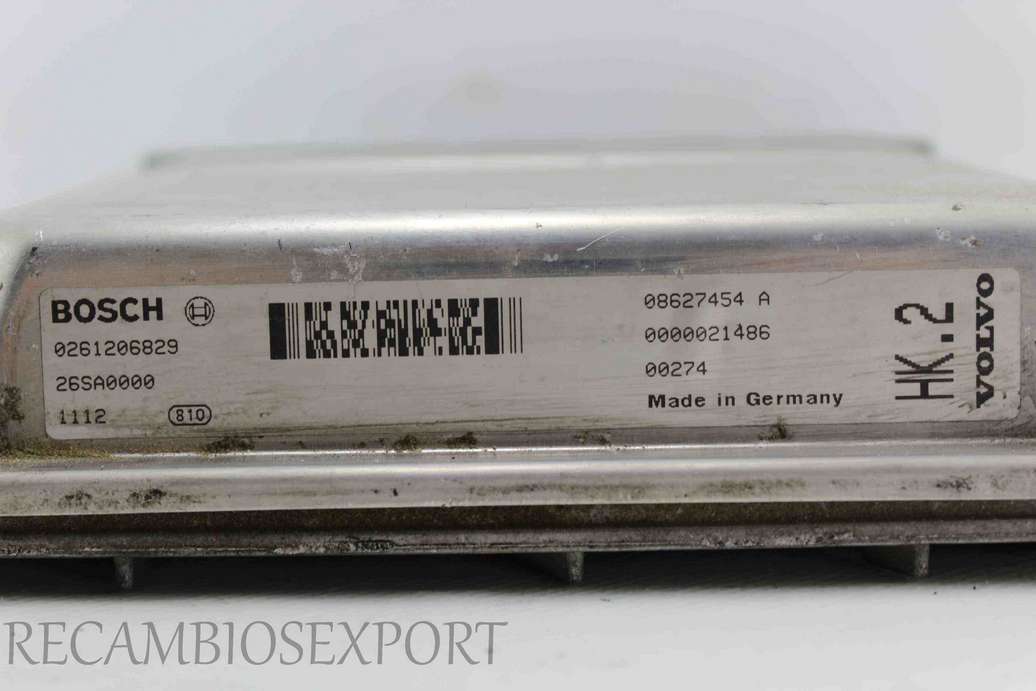 BOSCH
0261206829
26SA0000
1112 810
08627454 A
0000021486
00274
Made in Germany
HK.2
VOLVO
RECAMBIOSEXPORT